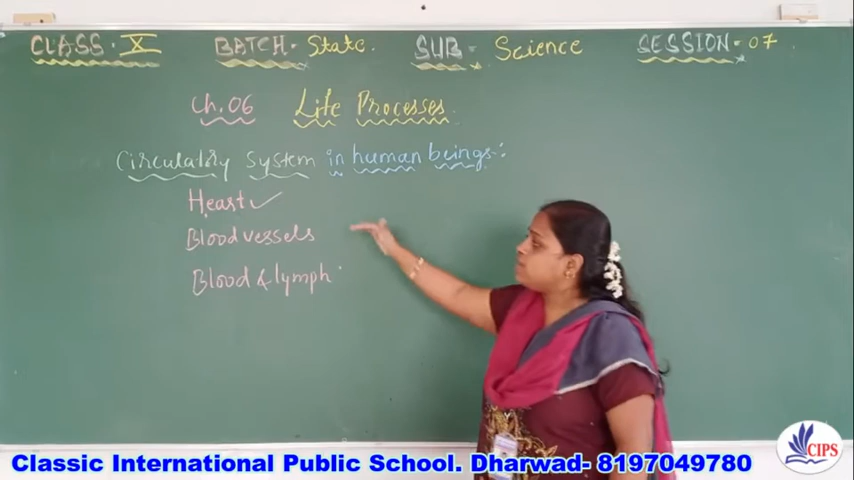 CLASS - X BATCH - State. SUB - Science SESSION - 07
Ch. 06 Life Processes.
Circulatory System in human beings :
Heart ✓
Blood vessels
Blood & lymph
CIPS
Classic International Public School. Dharwad- 8197049780